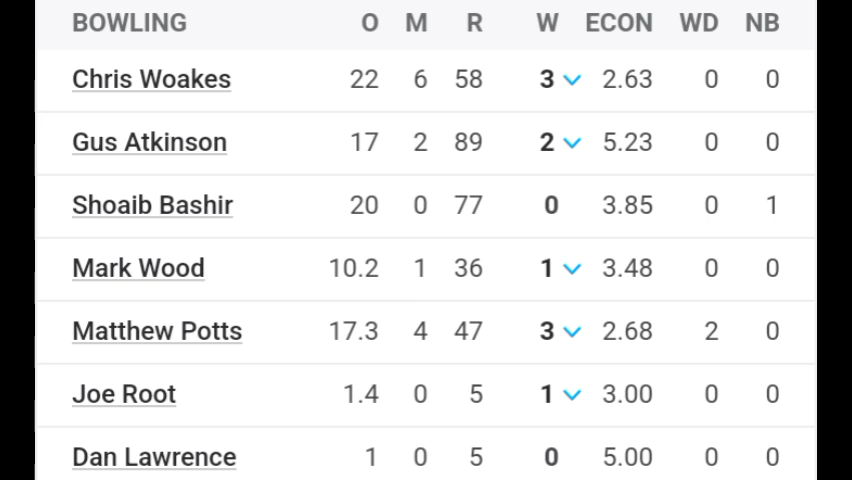 BOWLING O M R W ECON WD NB
Chris Woakes 22 6 58 3 2.63 0 0
Gus Atkinson 17 2 89 2 5.23 0 0
Shoaib Bashir 20 0 77 0 3.85 0 1
Mark Wood 10.2 1 36 1 3.48 0 0
Matthew Potts 17.3 4 47 3 2.68 2 0
Joe Root 1.4 0 5 1 3.00 0 0
Dan Lawrence 1 0 5 0 5.00 0 0